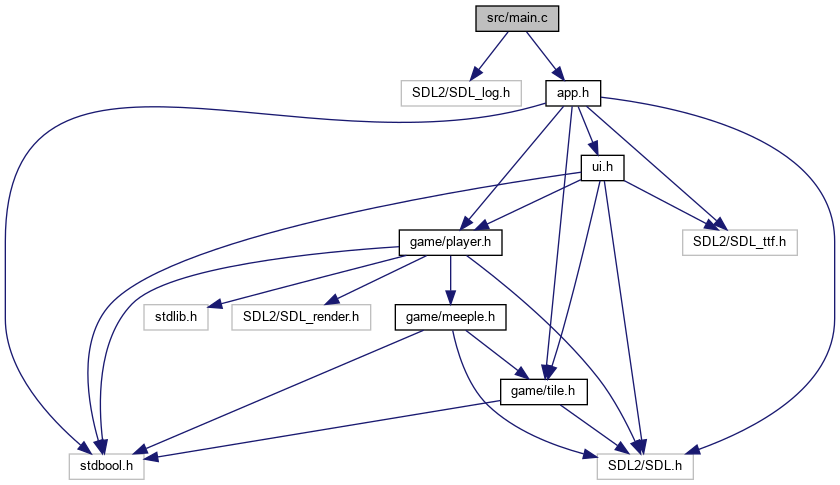 src/main.c
SDL2/SDL_log.h
app.h
ui.h
game/player.h
SDL2/SDL_ttf.h
stdlib.h
SDL2/SDL_render.h
game/meeple.h
game/tile.h
stdbool.h
SDL2/SDL.h